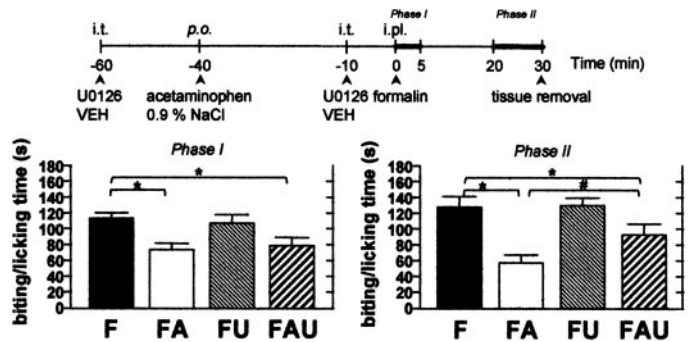 Phase I Phase II
i.t. p.o. i.t. i.pl.
-60 -40 -10 0 5 20 30 Time (min)
U0126 acetaminophen U0126 formalin tissue removal
VEH 0.9 % NaCl VEH
biting/licking time (s)
Phase I
180
160
140
120
100
80
60
40
20
0
* *
F FA FU FAU
biting/licking time (s)
Phase II
180
160
140
120
100
80
60
40
20
0
* * #
F FA FU FAU